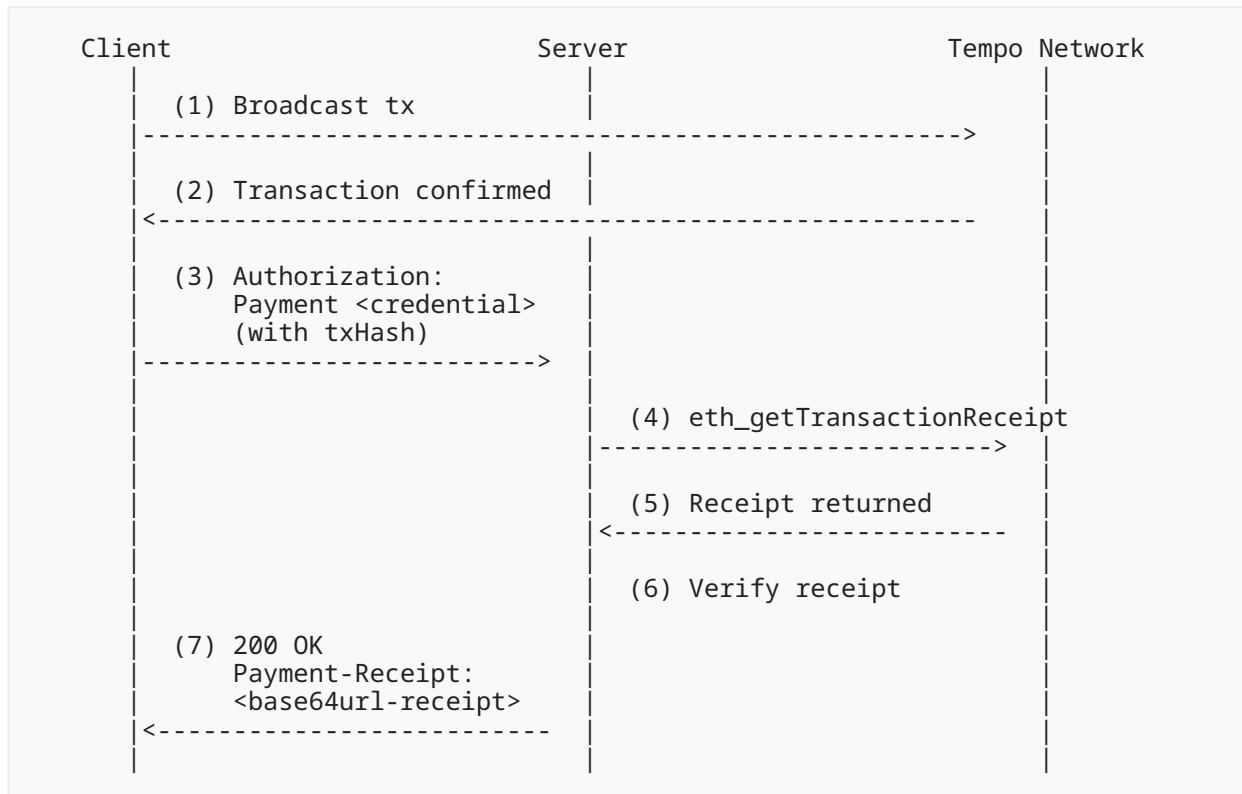 Client Server Tempo Network
(1) Broadcast tx
(2) Transaction confirmed
(3) Authorization:
Payment <credential>
(with txHash)
(4) eth_getTransactionReceipt
(5) Receipt returned
(6) Verify receipt
(7) 200 OK
Payment-Receipt:
<base64url-receipt>